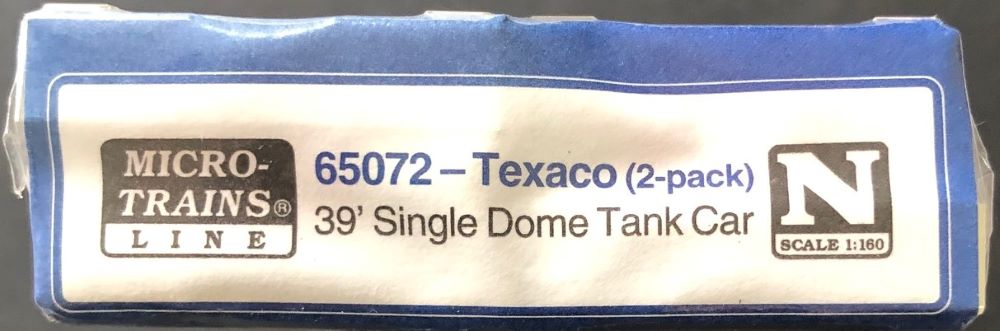 MICRO-
TRAINS®
LINE
65072 – Texaco (2-pack)
39' Single Dome Tank Car
N
SCALE 1:160